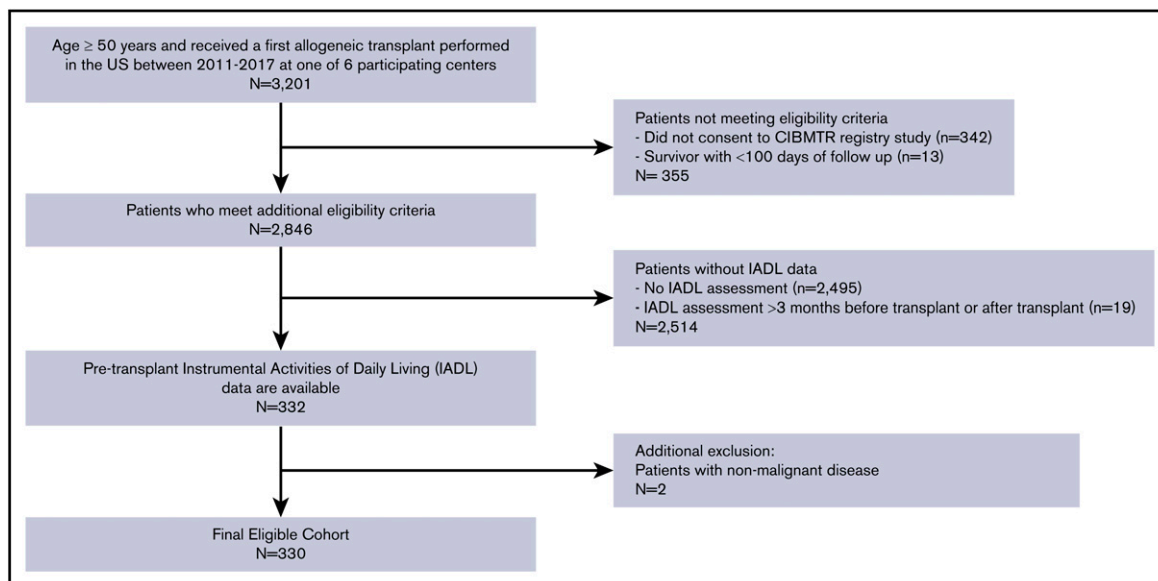 Age ≥ 50 years and received a first allogeneic transplant performed
in the US between 2011-2017 at one of 6 participating centers
N=3,201
Patients not meeting eligibility criteria
- Did not consent to CIBMTR registry study (n=342)
- Survivor with <100 days of follow up (n=13)
N= 355
Patients who meet additional eligibility criteria
N=2,846
Patients without IADL data
- No IADL assessment (n=2,495)
- IADL assessment >3 months before transplant or after transplant (n=19)
N=2,514
Pre-transplant Instrumental Activities of Daily Living (IADL)
data are available
N=332
Additional exclusion:
Patients with non-malignant disease
N=2
Final Eligible Cohort
N=330